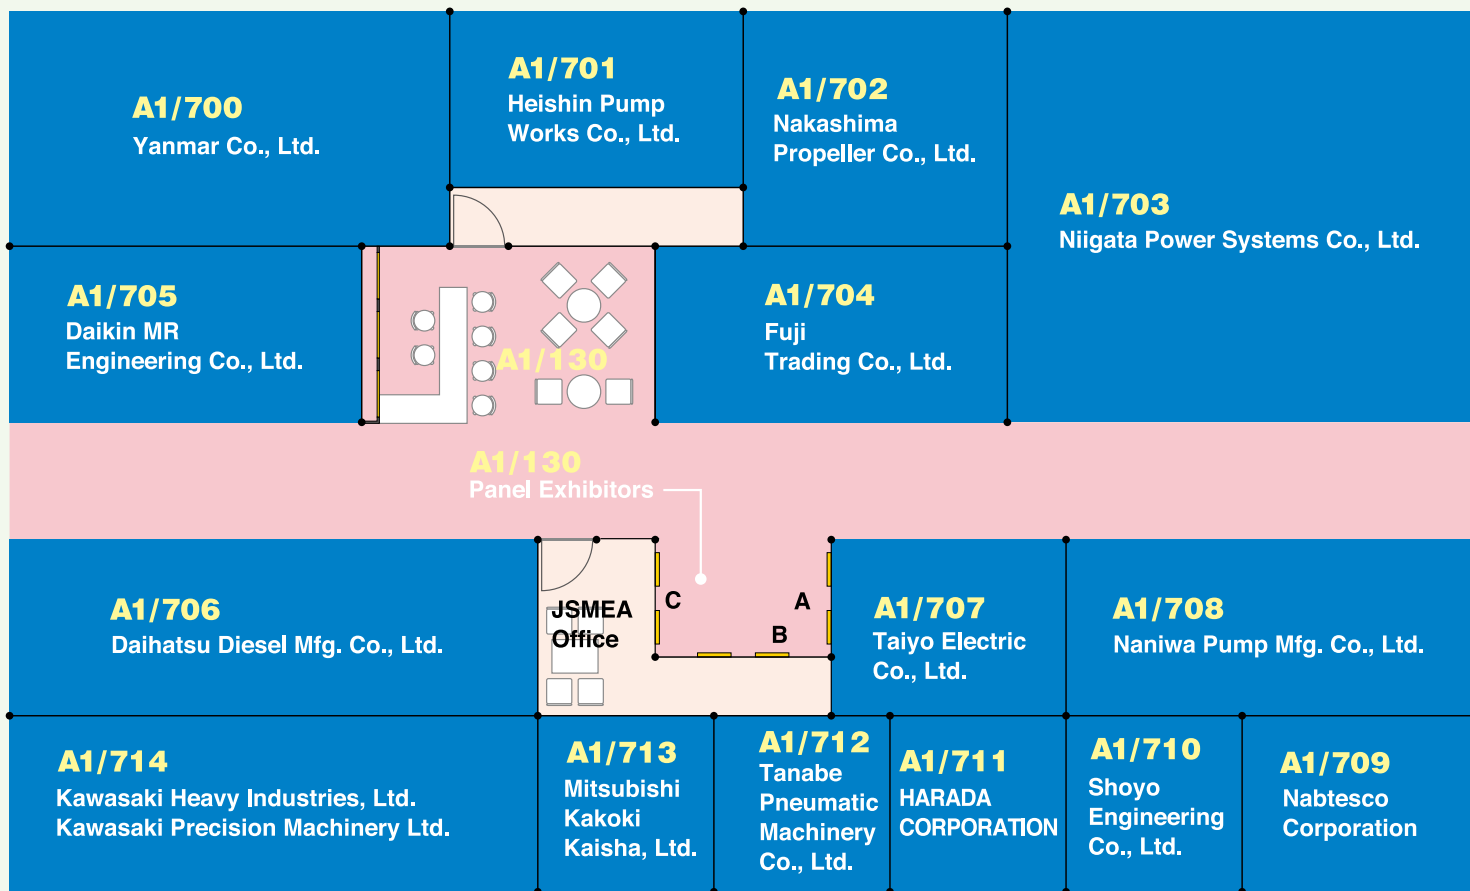 A1/700
Yanmar Co., Ltd.
A1/701
Heishin Pump
Works Co., Ltd.
A1/702
Nakashima
Propeller Co., Ltd.
A1/703
Niigata Power Systems Co., Ltd.
A1/705
Daikin MR
Engineering Co., Ltd.
A1/130
A1/704
Fuji
Trading Co., Ltd.
A1/130
Panel Exhibitors
A1/706
Daihatsu Diesel Mfg. Co., Ltd.
JSMEA
Office
C
A
B
A1/707
Taiyo Electric
Co., Ltd.
A1/708
Naniwa Pump Mfg. Co., Ltd.
A1/714
Kawasaki Heavy Industries, Ltd.
Kawasaki Precision Machinery Ltd.
A1/713
Mitsubishi
Kakoki
Kaisha, Ltd.
A1/712
Tanabe
Pneumatic
Machinery
Co., Ltd.
A1/711
HARADA
CORPORATION
A1/710
Shoyo
Engineering
Co., Ltd.
A1/709
Nabtesco
Corporation